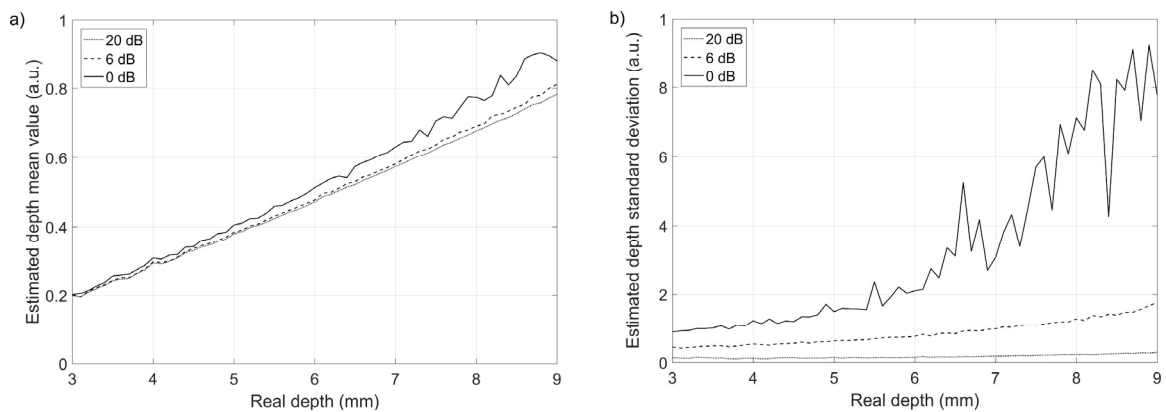 a)
Estimated depth mean value (a.u.)
1
0.8
0.6
0.4
0.2
0
20 dB
6 dB
0 dB
3 4 5 6 7 8 9
Real depth (mm)
b)
Estimated depth standard deviation (a.u.)
1
8
6
4
2
0
20 dB
6 dB
0 dB
3 4 5 6 7 8 9
Real depth (mm)